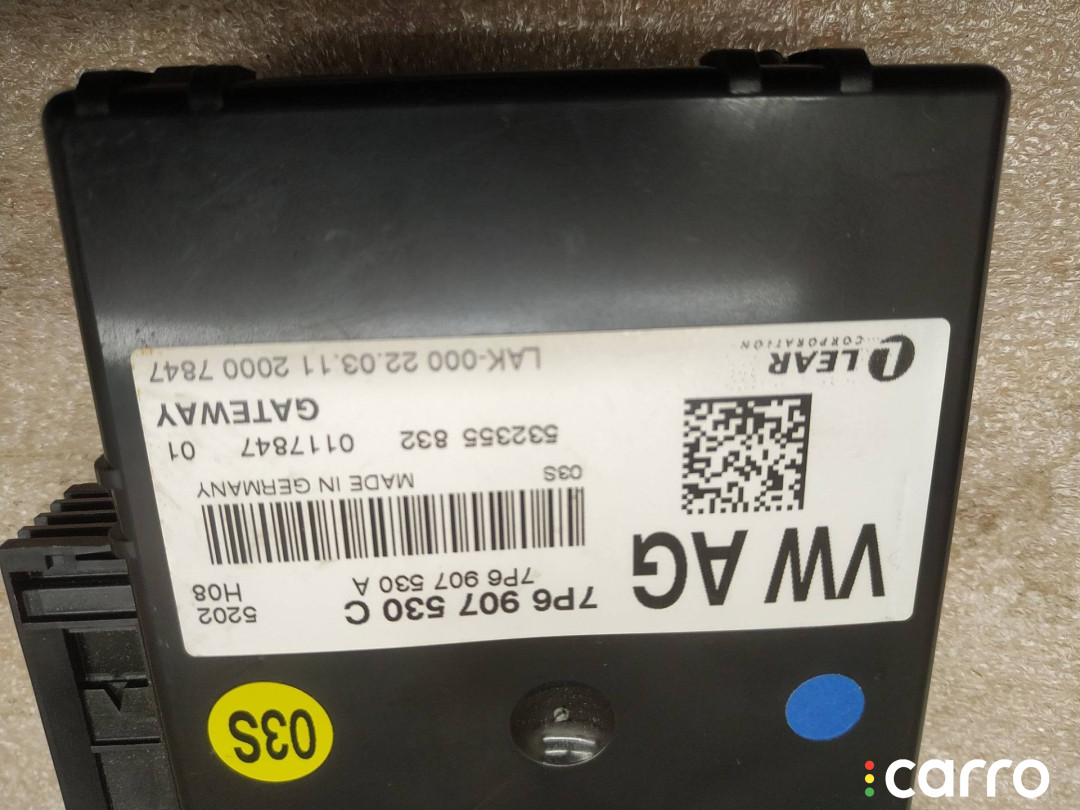 03S
VW AG
7P6 907 530 C
7P6 907 530 A
5202
H08
03S
MADE IN GERMANY
532355 832 0117847 01
GATEWAY
LEAR
CORPORATION
LAK-000 22.03.11 2000 7847
carro